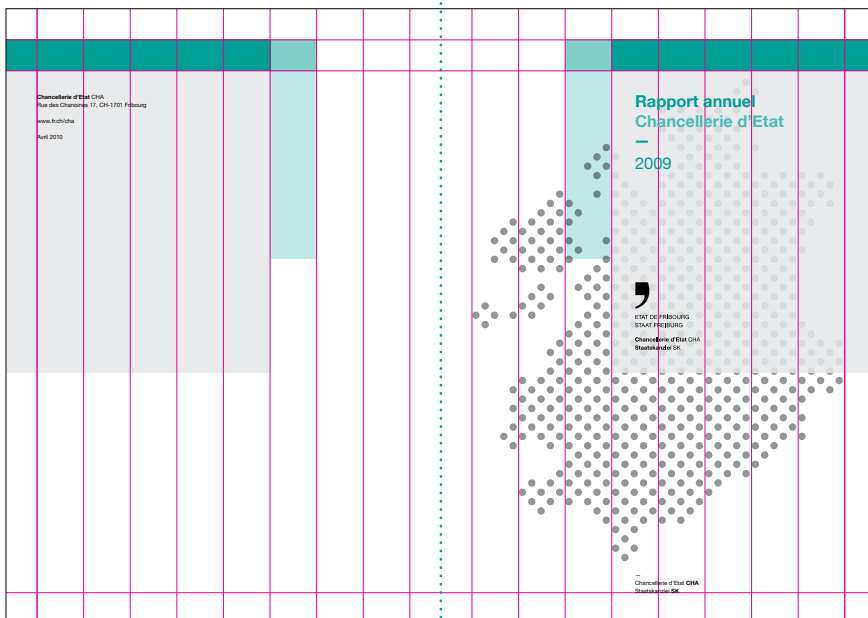 Chancellerie d'Etat CHA
Rue des Chanoines 17, CH-1701 Fribourg
www.fr.ch/cha
Avril 2010
Rapport annuel
Chancellerie d'Etat
–
2009
ETAT DE FRIBOURG
STAAT FREIBURG
Chancellerie d'Etat CHA
Staatskanzlei SK
–
Chancellerie d'Etat CHA
Staatskanzlei SK